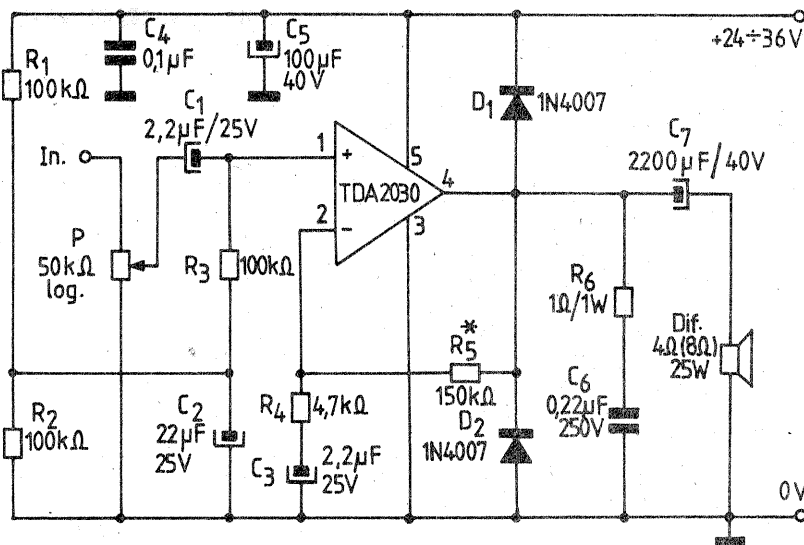 C4
0,1µF
C5
100µF
40V
+24÷36V
R1
100kΩ
C1
2,2µF/25V
D1
1N4007
C7
2200µF/40V
In.
1
+
5
TDA2030
4
2
−
3
P
50kΩ
log.
R3
100kΩ
R6
1Ω/1W
*
R5
150kΩ
Dif.
4Ω(8Ω)
25W
R2
100kΩ
C2
22µF
25V
R4
4,7kΩ
D2
1N4007
C6
0,22µF
250V
C3
2,2µF
25V
0V